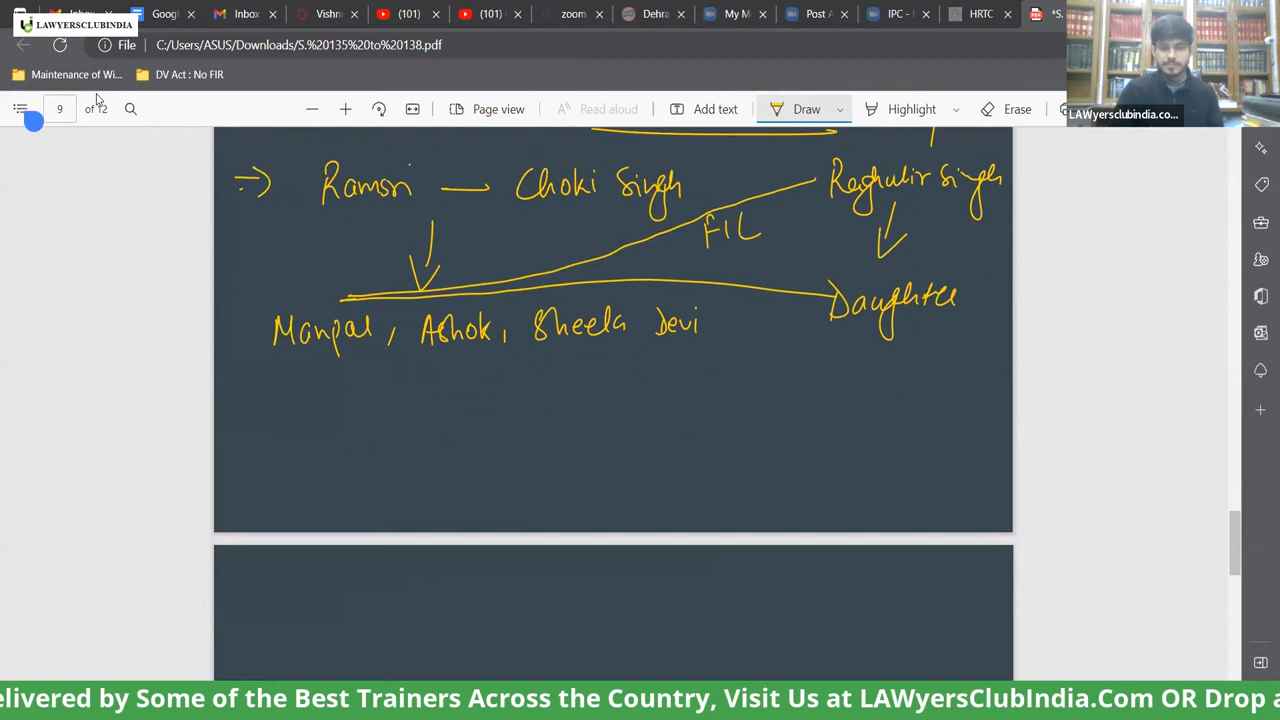 LAWYERSCLUBINDIA
Inbox
Googl
Inbox
Vishn
(101)
(101)
Dehra
Post
IPC -
HRTC
*S.
File C:/Users/ASUS/Downloads/S.%20135%20to%20138.pdf
Maintenance of Wi... DV Act : No FIR
9 of 12 Page view Read aloud Add text Draw Highlight Erase
LAWyersclubindia.co...
=> Ramsri — Choki Singh Raghubir Singh
FIL
Daughter
Manpal, Ashok, Sheela Devi
elivered by Some of the Best Trainers Across the Country, Visit Us at LAWyersClubIndia.Com OR Drop a